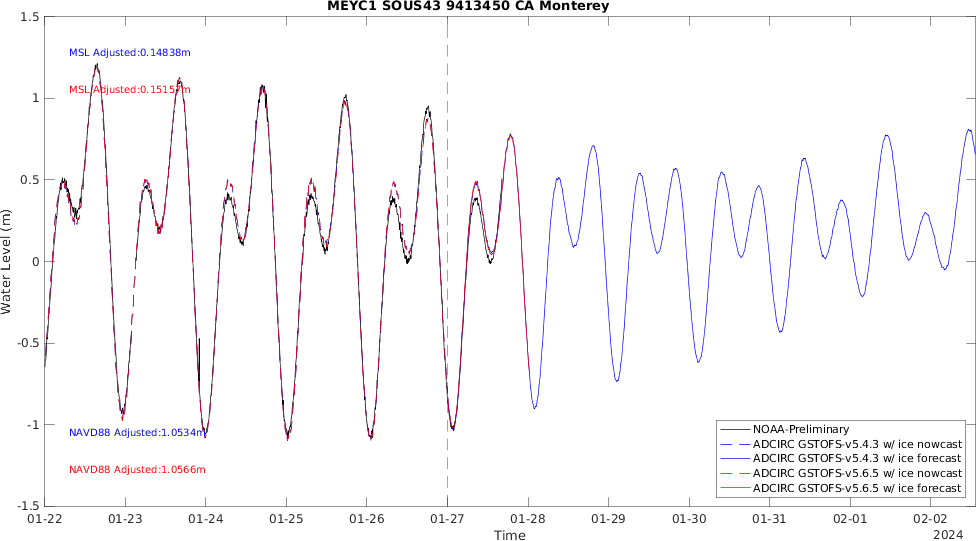 MEYC1 SOUS43 9413450 CA Monterey
1.5
1
0.5
0
-0.5
-1
-1.5
Water Level (m)
MSL Adjusted:0.14838m
MSL Adjusted:0.15157m
NAVD88 Adjusted:1.0534m
NAVD88 Adjusted:1.0566m
NOAA-Preliminary
ADCIRC GSTOFS-v5.4.3 w/ ice nowcast
ADCIRC GSTOFS-v5.4.3 w/ ice forecast
ADCIRC GSTOFS-v5.6.5 w/ ice nowcast
ADCIRC GSTOFS-v5.6.5 w/ ice forecast
01-22 01-23 01-24 01-25 01-26 01-27 01-28 01-29 01-30 01-31 02-01 02-02
Time
2024